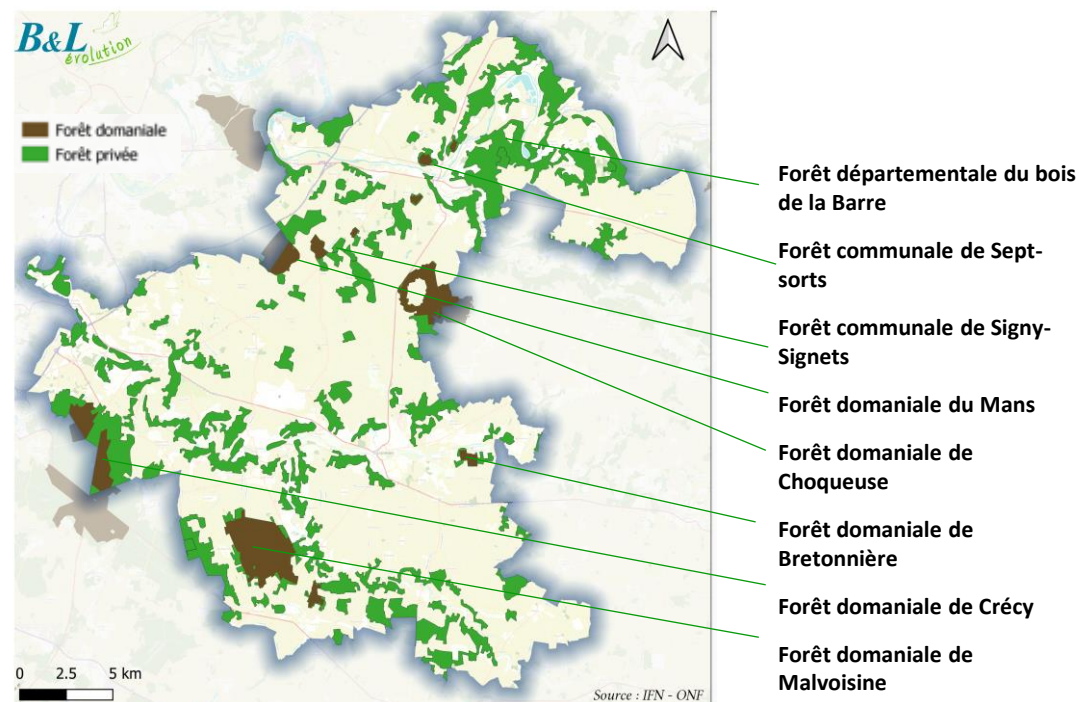 B&L
évolution
Forêt domaniale
Forêt privée
Forêt départementale du bois
de la Barre
Forêt communale de Sept-
sorts
Forêt communale de Signy-
Signets
Forêt domaniale du Mans
Forêt domaniale de
Choqueuse
Forêt domaniale de
Bretonnière
Forêt domaniale de Crécy
Forêt domaniale de
Malvoisine
0 2.5 5 km
Source : IFN - ONF